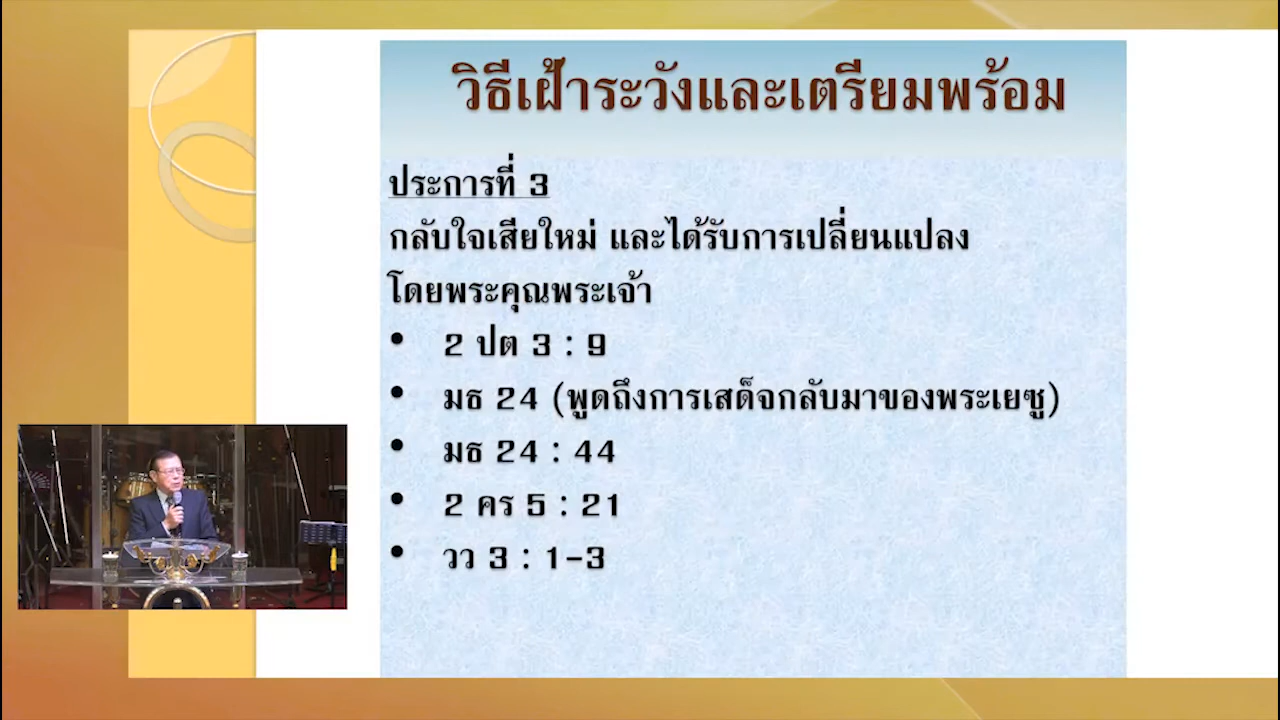 วิธีเฝ้าระวังและเตรียมพร้อม
ประการที่ 3
กลับใจเสียใหม่ และได้รับการเปลี่ยนแปลง
โดยพระคุณพระเจ้า
• 2 ปต 3 : 9
• มธ 24 (พูดถึงการเสด็จกลับมาของพระเยซู)
• มธ 24 : 44
• 2 คร 5 : 21
• วว 3 : 1-3